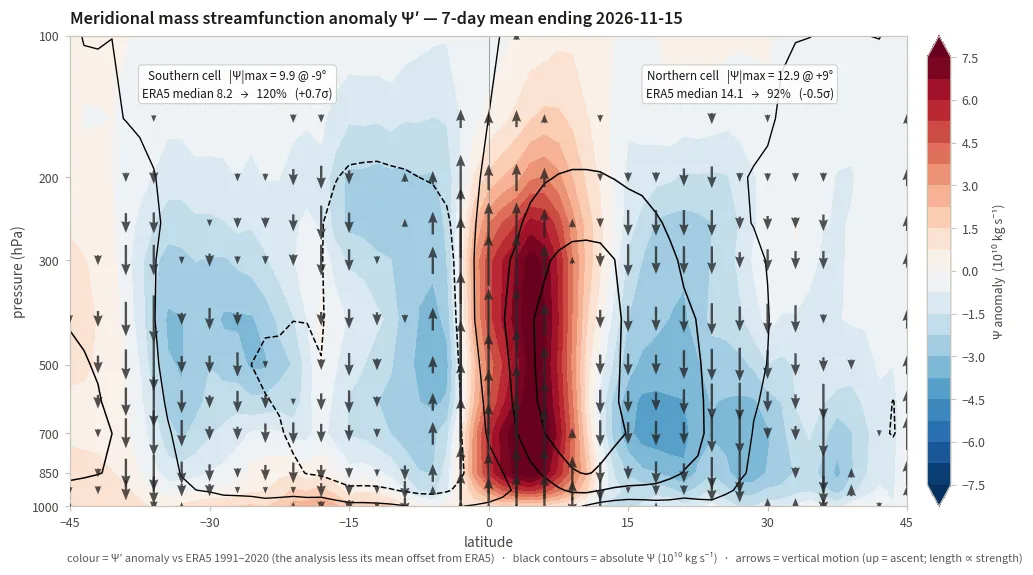 Meridional mass streamfunction anomaly Ψ′ — 7-day mean ending 2026-11-15
Southern cell |Ψ|max = 9.9 @ -9°
ERA5 median 8.2 → 120% (+0.7σ)
Northern cell |Ψ|max = 12.9 @ +9°
ERA5 median 14.1 → 92% (-0.5σ)
pressure (hPa)
100
200
300
400
500
700
850
1000
−45
−30
−15
0
15
30
45
latitude
7.5
6.0
4.5
3.0
1.5
0.0
−1.5
−3.0
−4.5
−6.0
−7.5
Ψ anomaly (10¹⁰ kg s⁻¹)
colour = Ψ′ anomaly vs ERA5 1991–2020 (the analysis less its mean offset from ERA5) · black contours = absolute Ψ (10¹⁰ kg s⁻¹) · arrows = vertical motion (up = ascent; length ∝ strength)